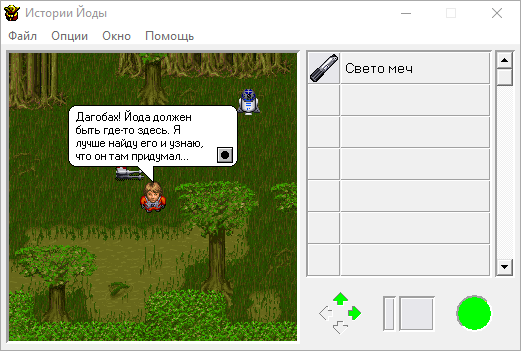 Истории Йоды
Файл Опции Окно Помощь
Свето меч
Дагобах! Йода должен
быть где-то здесь. Я
лучше найду его и узнаю,
что он там придумал...